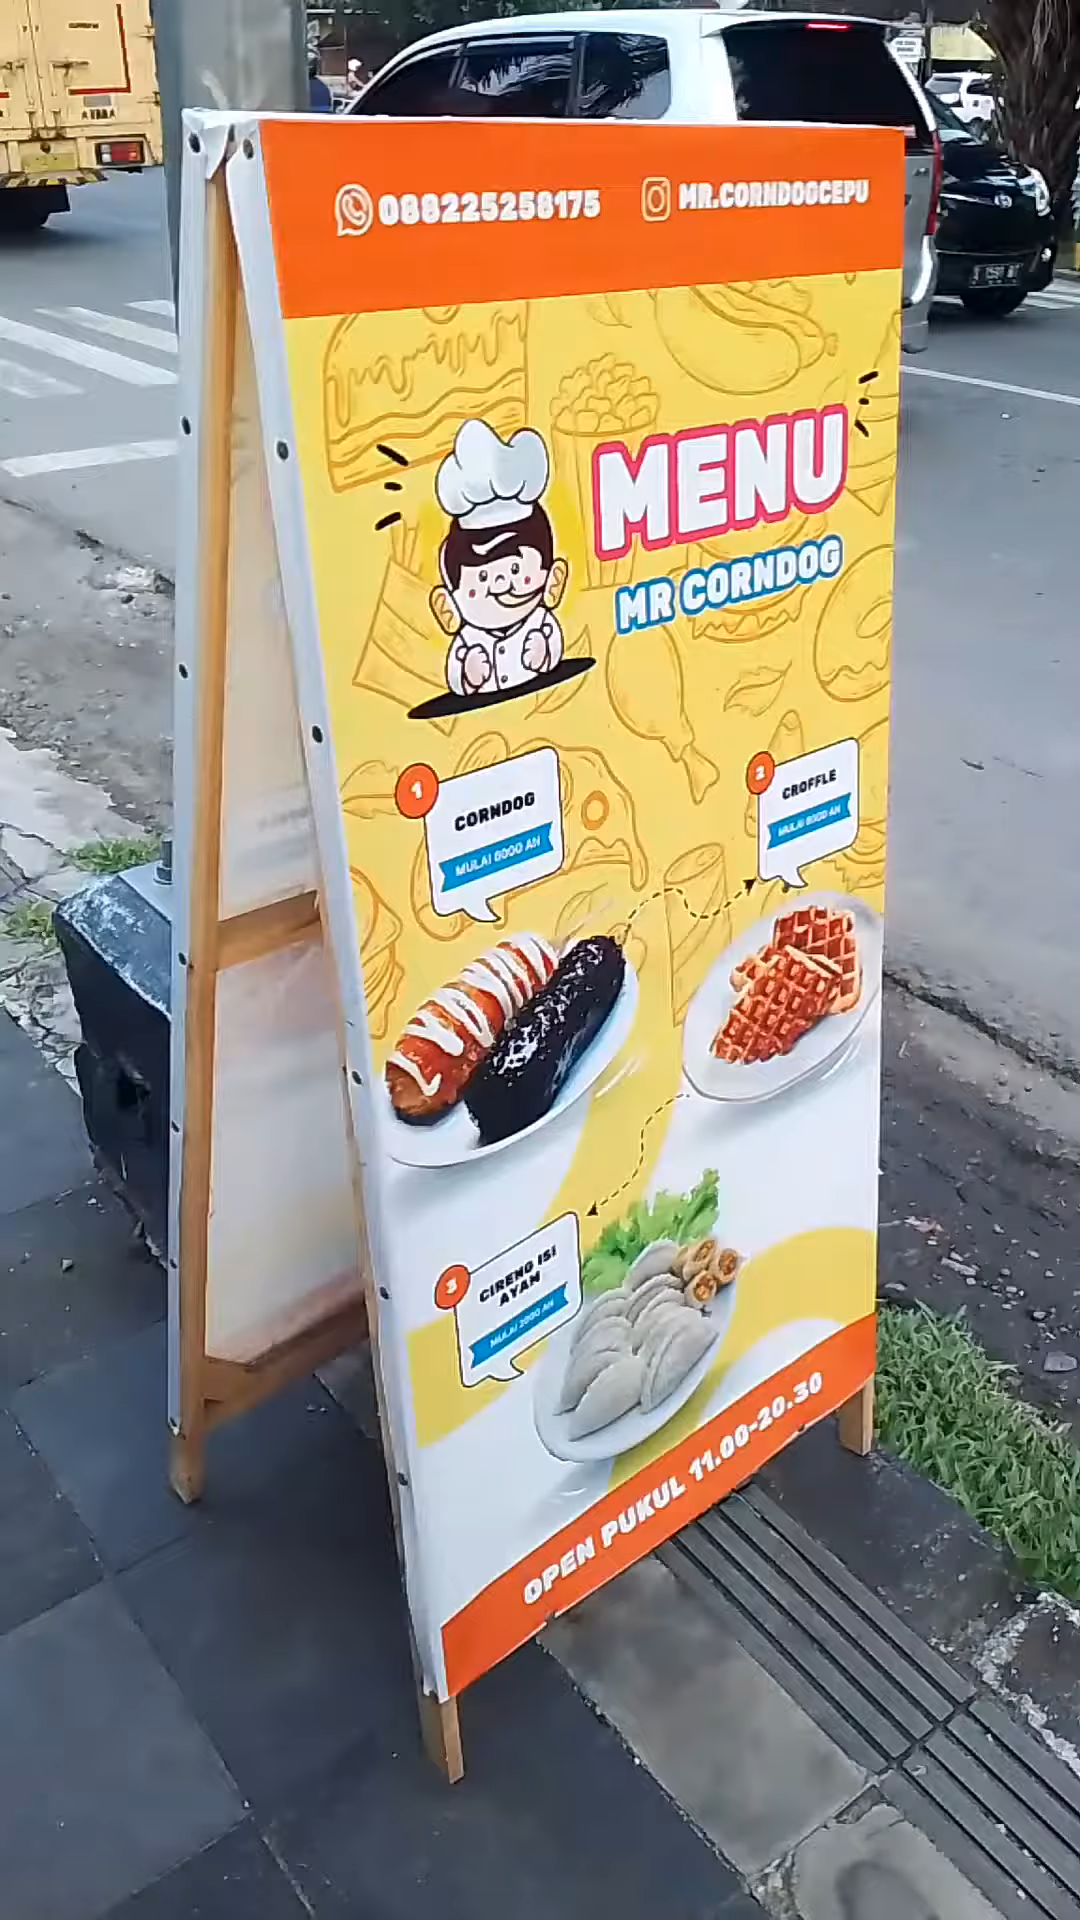 088225258175
MR.CORNDOGCEPU
MENU
MR CORNDOG
1
CORNDOG
MULAI 6000 AN
2
CROFFLE
MULAI 8000 AN
3
CIRENG ISI
AYAM
MULAI 2000 AN
OPEN PUKUL 11.00-20.30